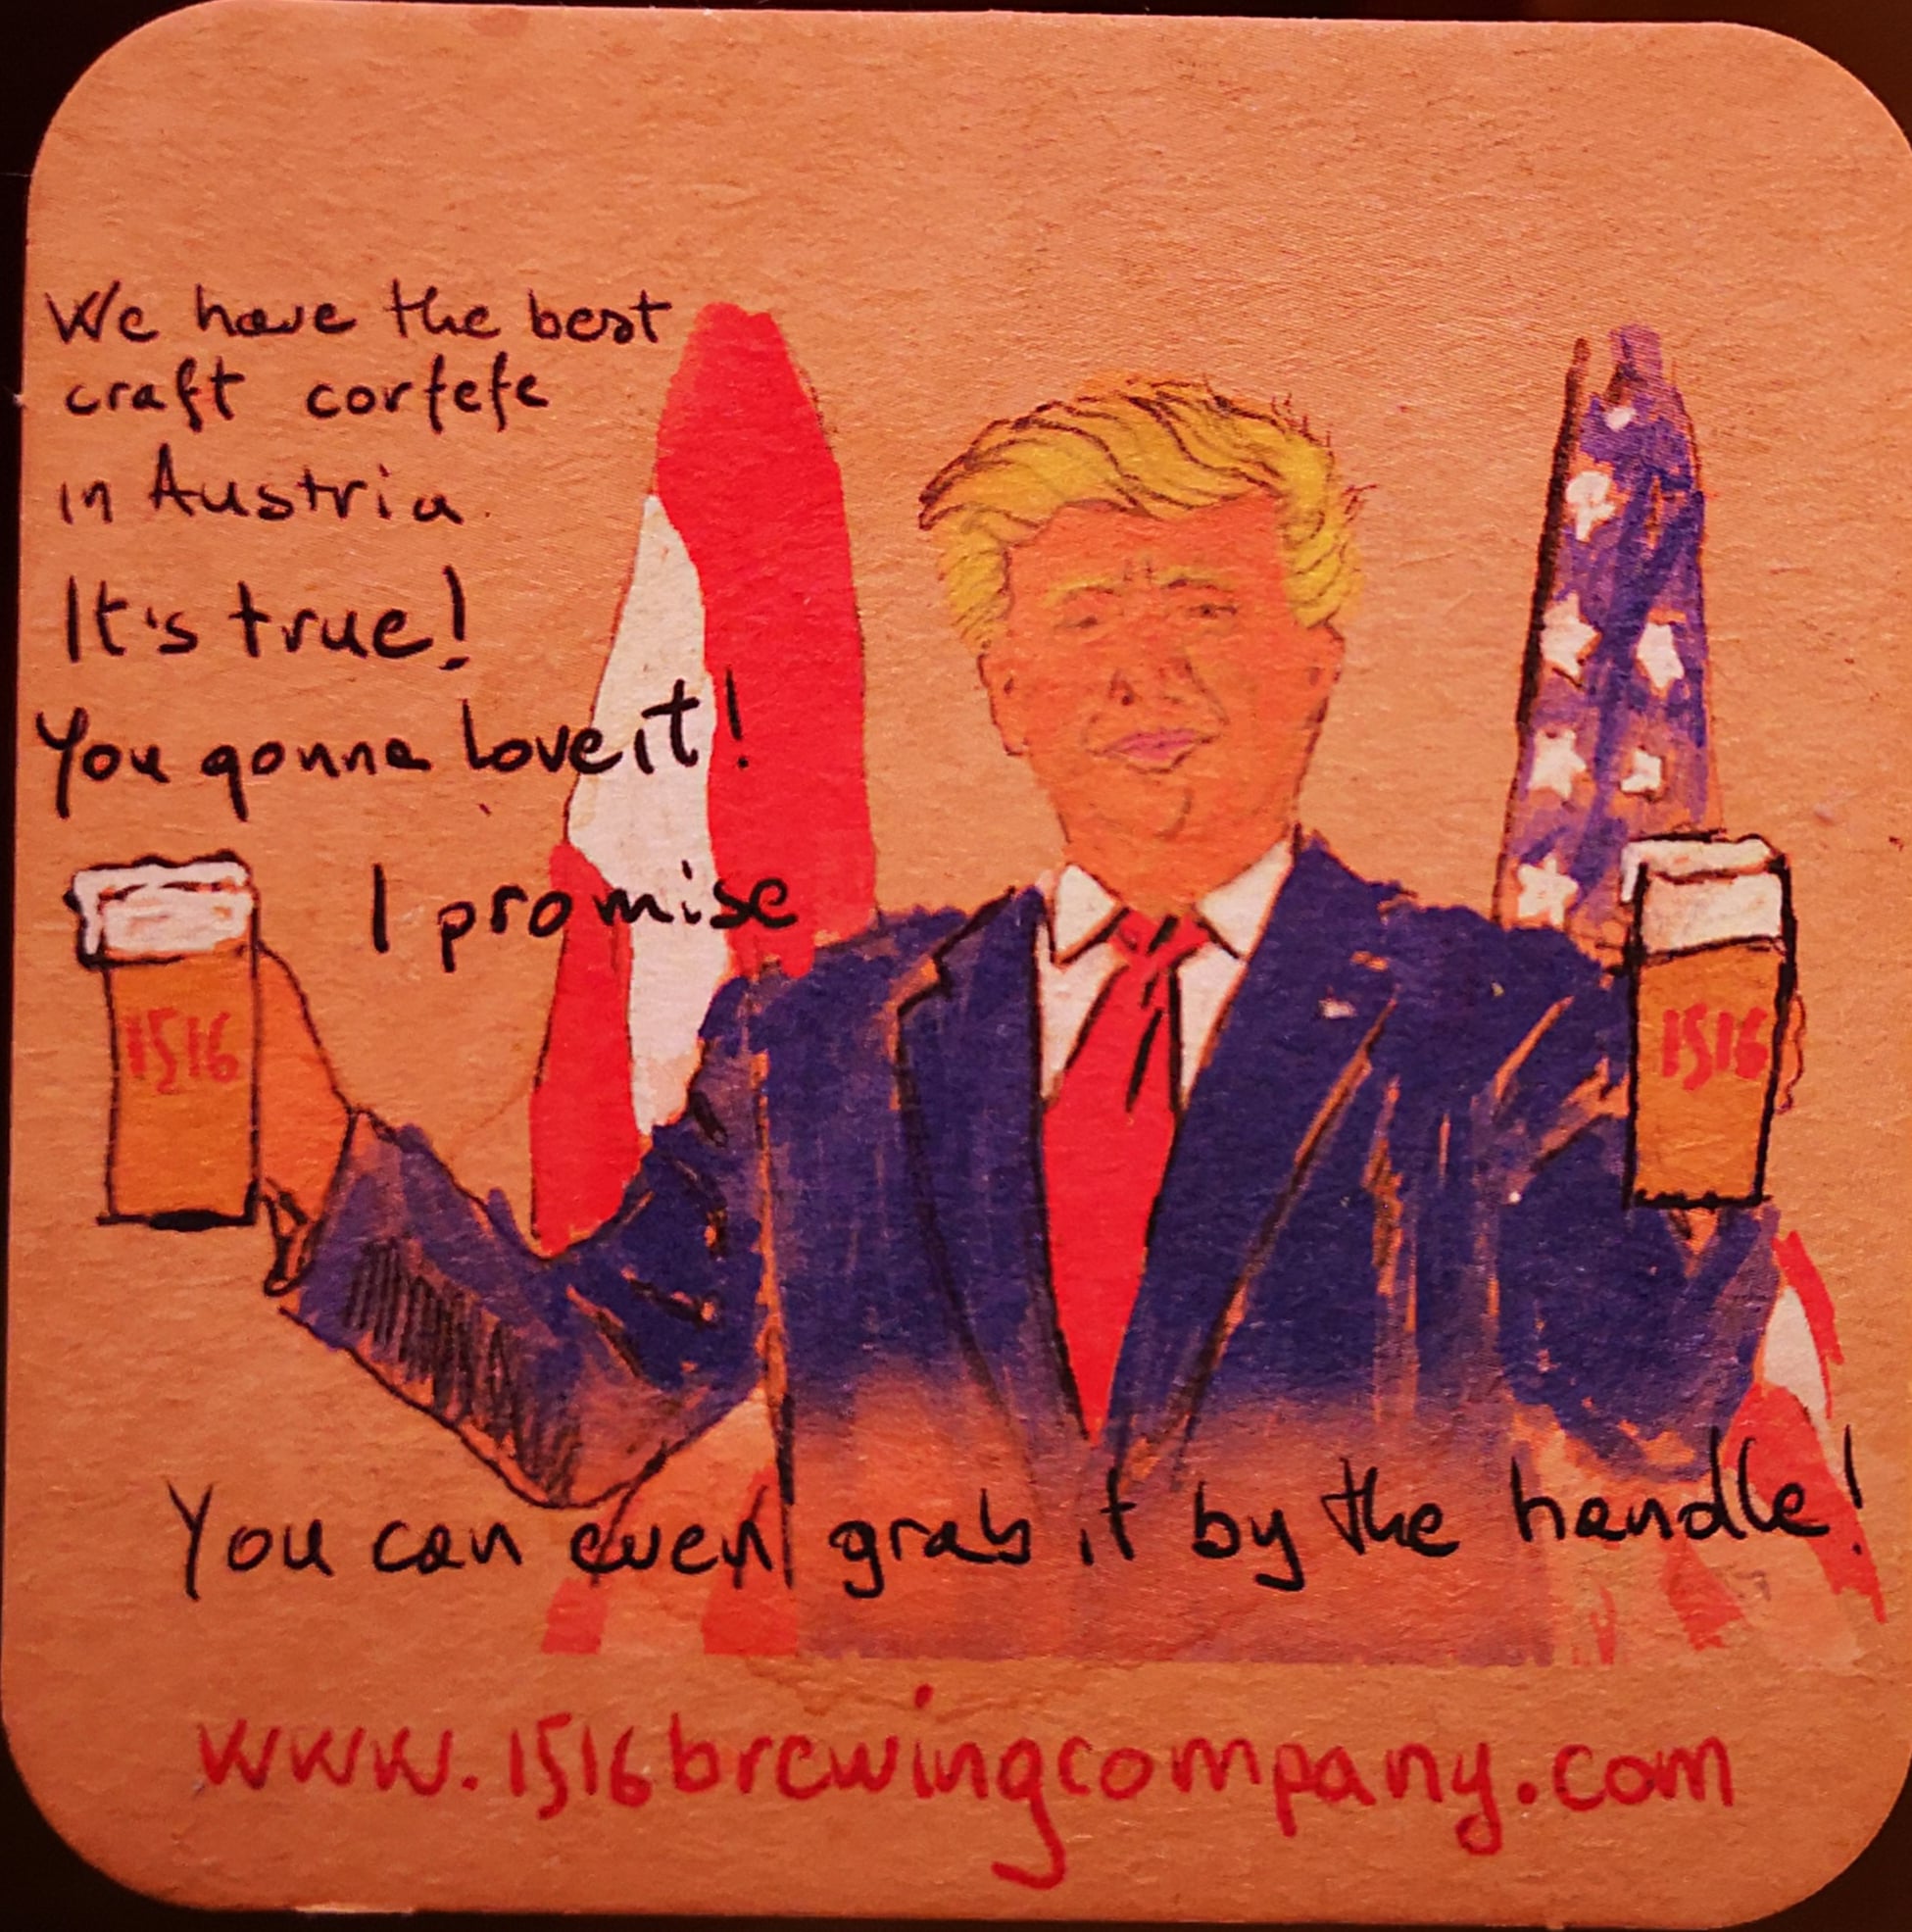 We have the best
craft corfefe
in Austria.
It's true!
You gonna love it!
I promise
1516
1516
You can even grab it by the handle!
www.1516brewingcompany.com